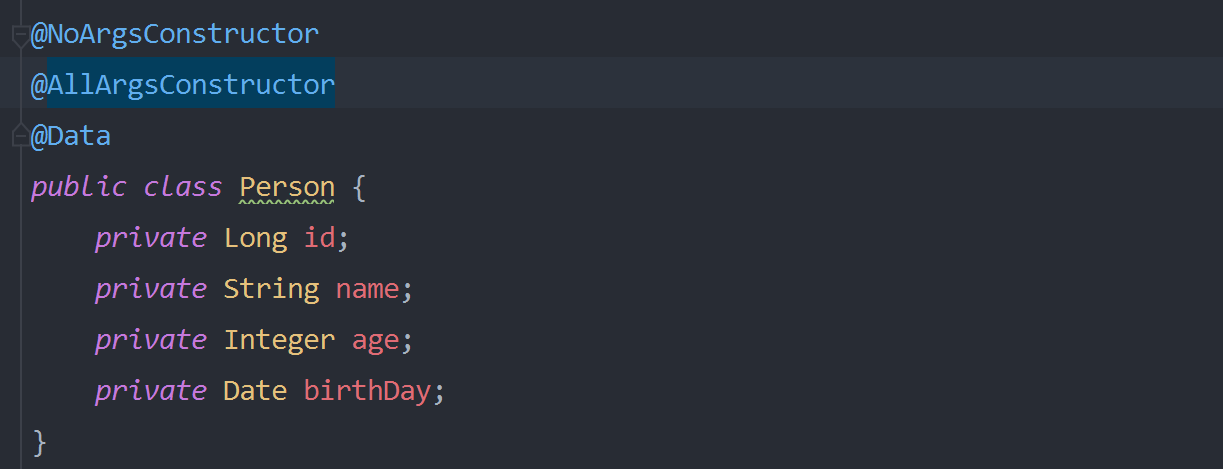 @NoArgsConstructor
@AllArgsConstructor
@Data
public class Person {
    private Long id;
    private String name;
    private Integer age;
    private Date birthDay;
}